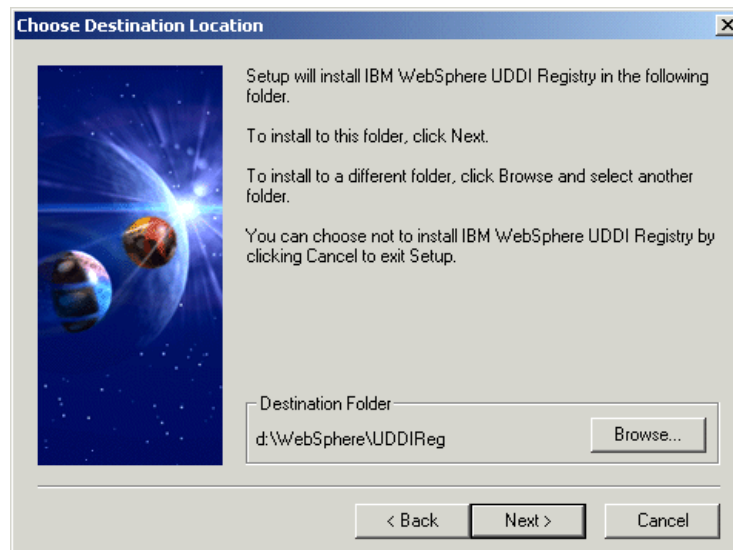 Choose Destination Location
Setup will install IBM WebSphere UDDI Registry in the following
folder.
To install to this folder, click Next.
To install to a different folder, click Browse and select another
folder.
You can choose not to install IBM WebSphere UDDI Registry by
clicking Cancel to exit Setup.
Destination Folder
d:\WebSphere\UDDIReg
Browse...
< Back
Next >
Cancel